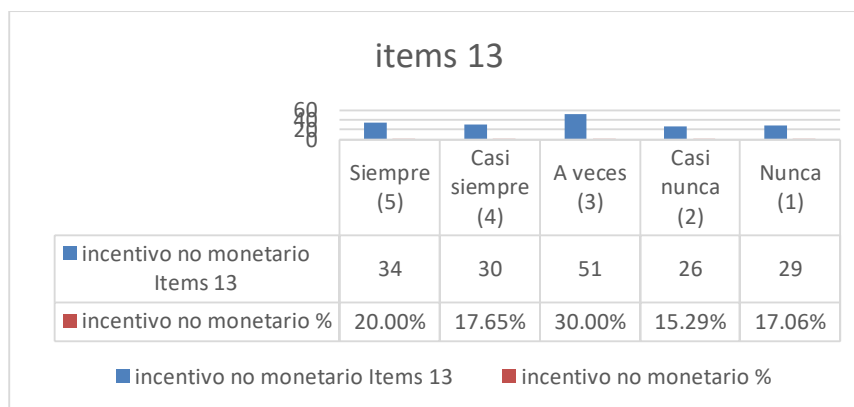 items 13
60
40
20
0
Siempre (5)
Casi siempre (4)
A veces (3)
Casi nunca (2)
Nunca (1)
incentivo no monetario Items 13 34 30 51 26 29
incentivo no monetario % 20.00% 17.65% 30.00% 15.29% 17.06%
incentivo no monetario Items 13 incentivo no monetario %